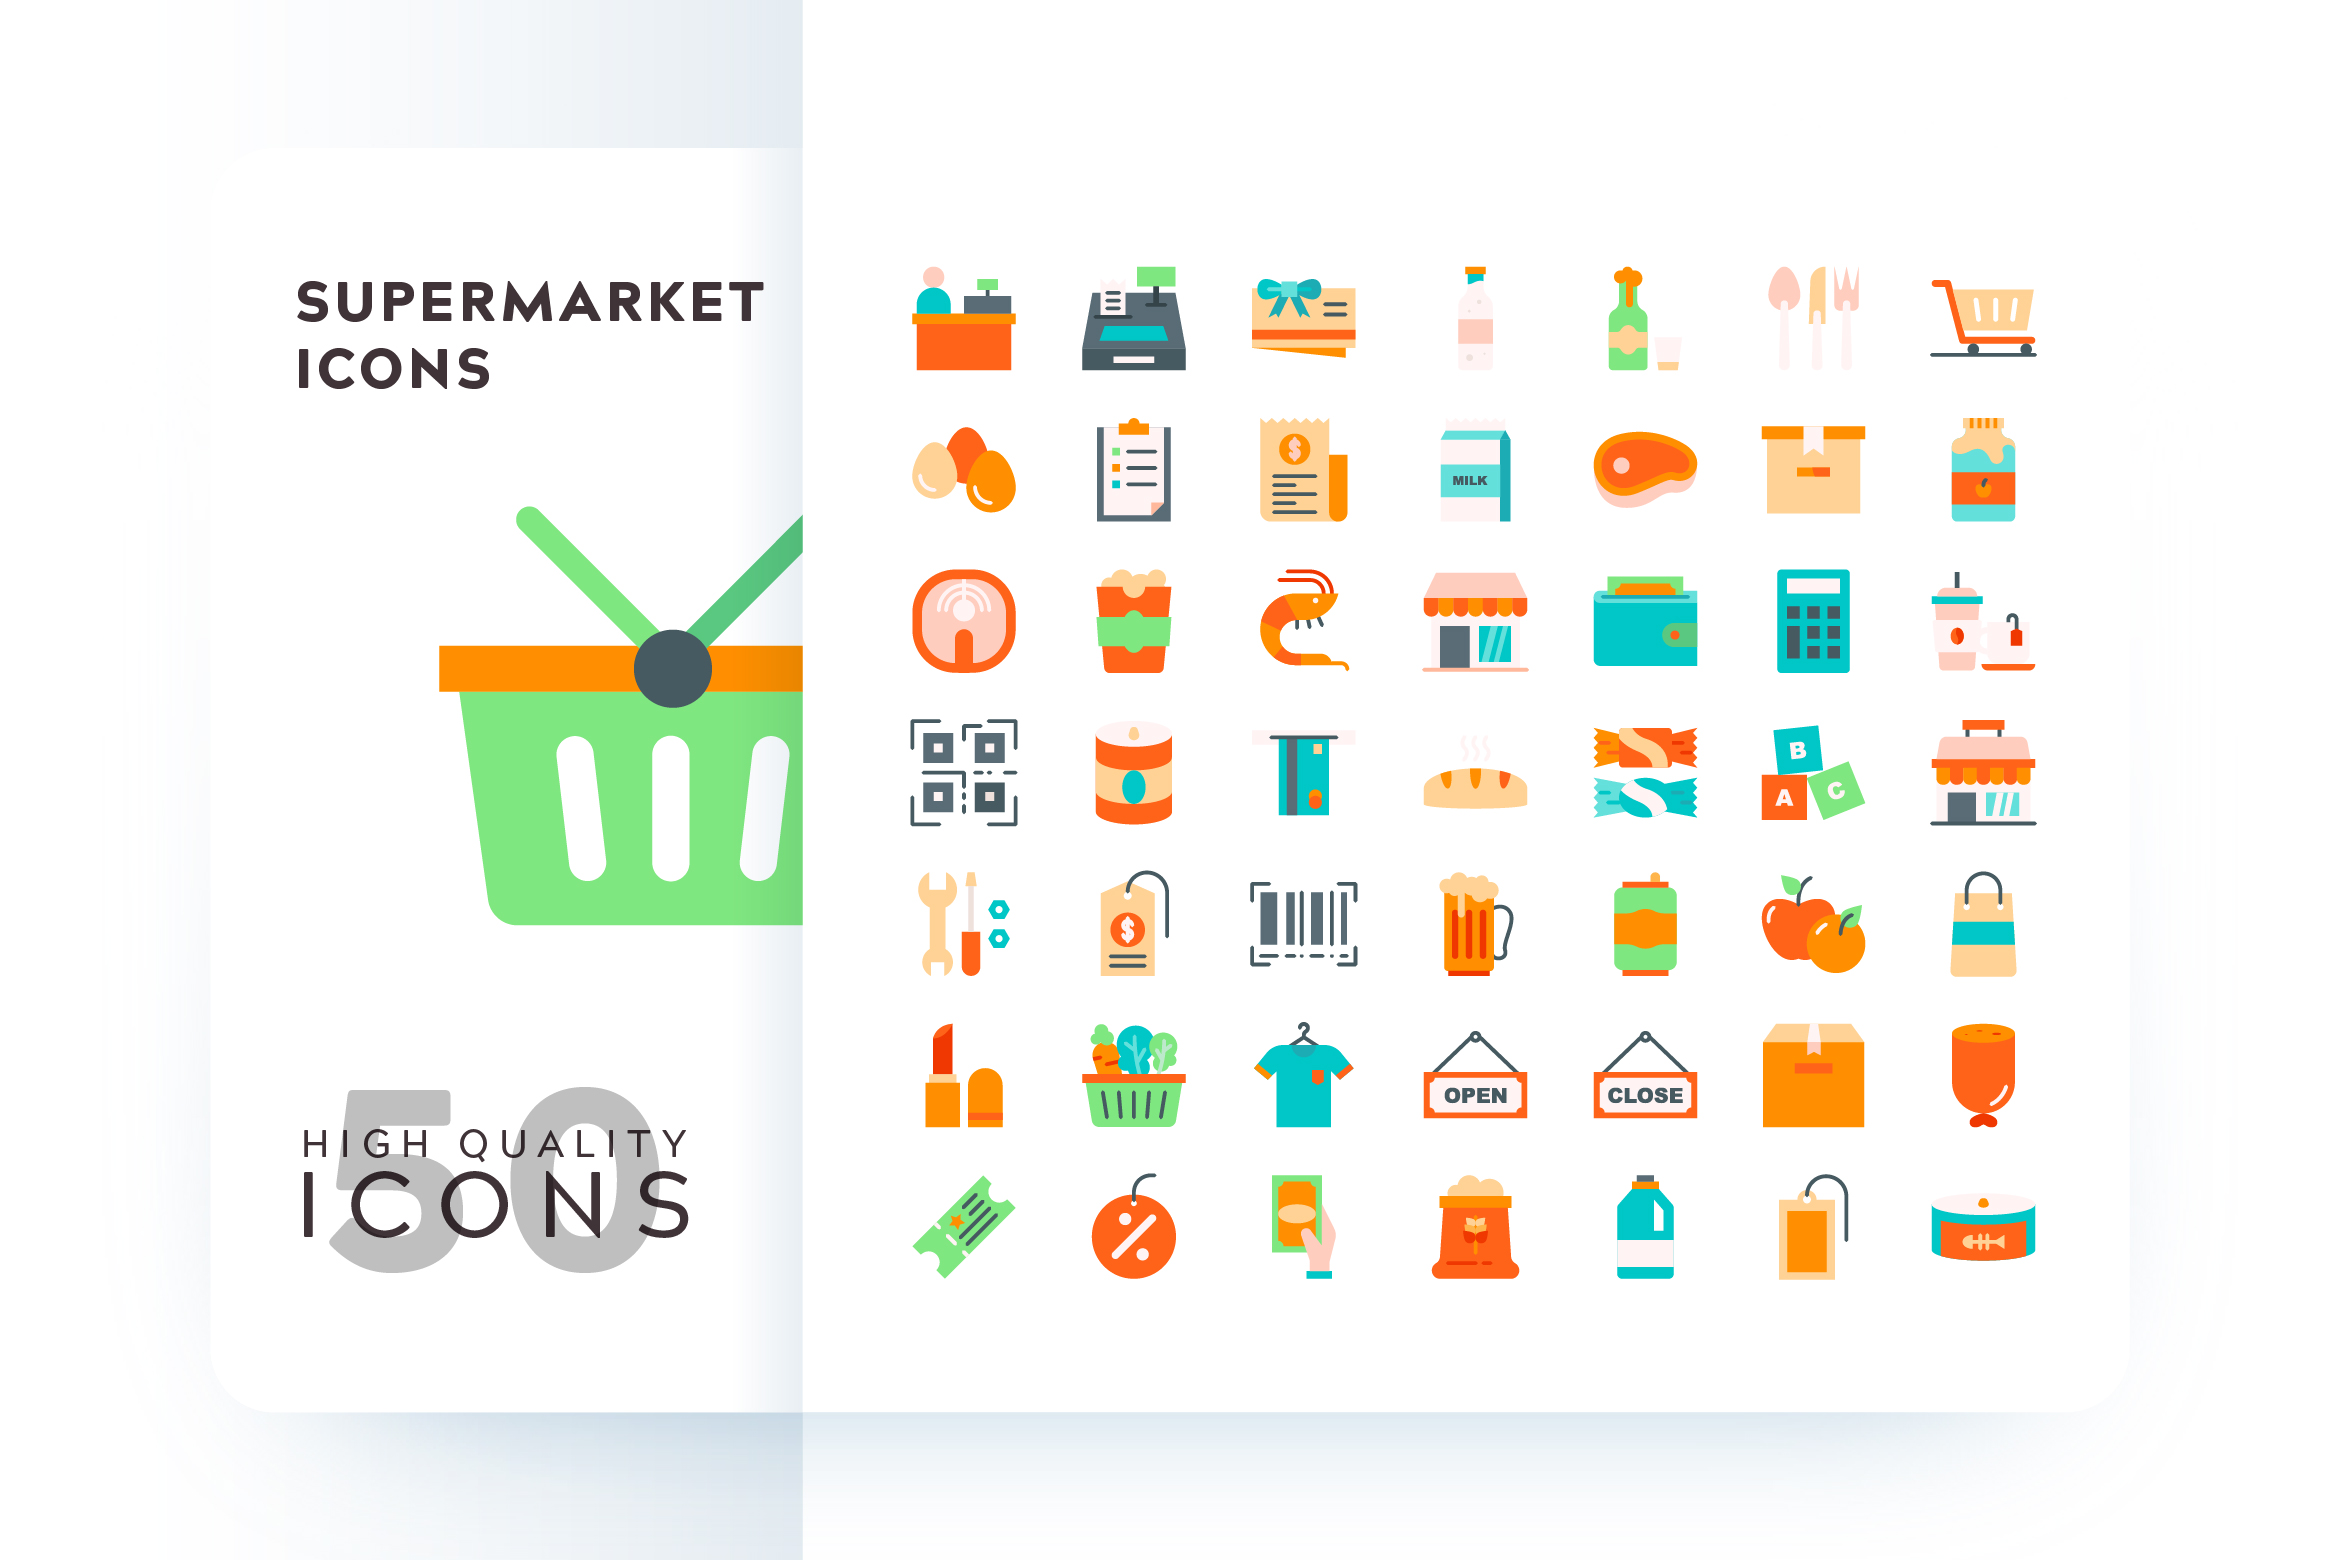 SUPERMARKET
ICONS
50
HIGH QUALITY
ICONS
$
MILK
B
A
C
$
OPEN
CLOSE
%